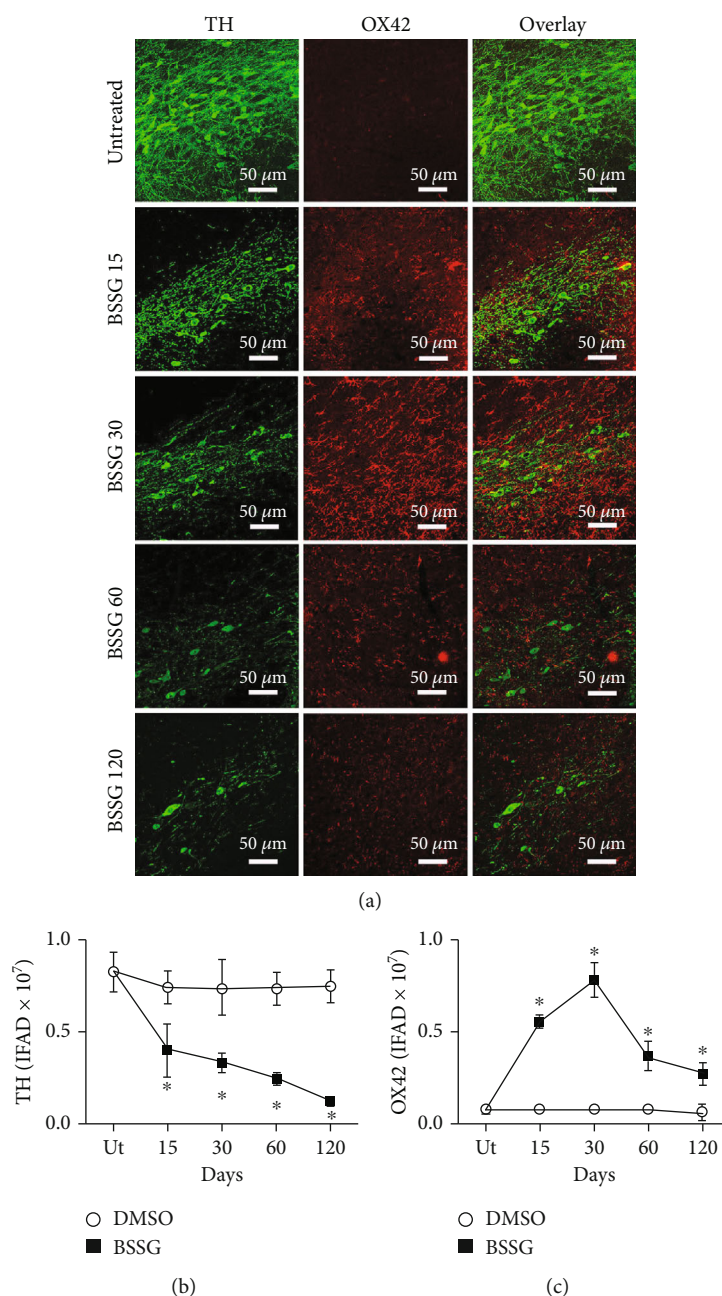 TH OX42 Overlay
Untreated
50 µm 50 µm 50 µm
BSSG 15
50 µm 50 µm 50 µm
BSSG 30
50 µm 50 µm 50 µm
BSSG 60
50 µm 50 µm 50 µm
BSSG 120
50 µm 50 µm 50 µm
(a)
TH (IFAD × 10⁷)
1.0
0.5
0.0
* * * *
Ut 15 30 60 120
Days
DMSO
BSSG
(b)
OX42 (IFAD × 10⁷)
1.0
0.5
0.0
* * * *
Ut 15 30 60 120
Days
DMSO
BSSG
(c)